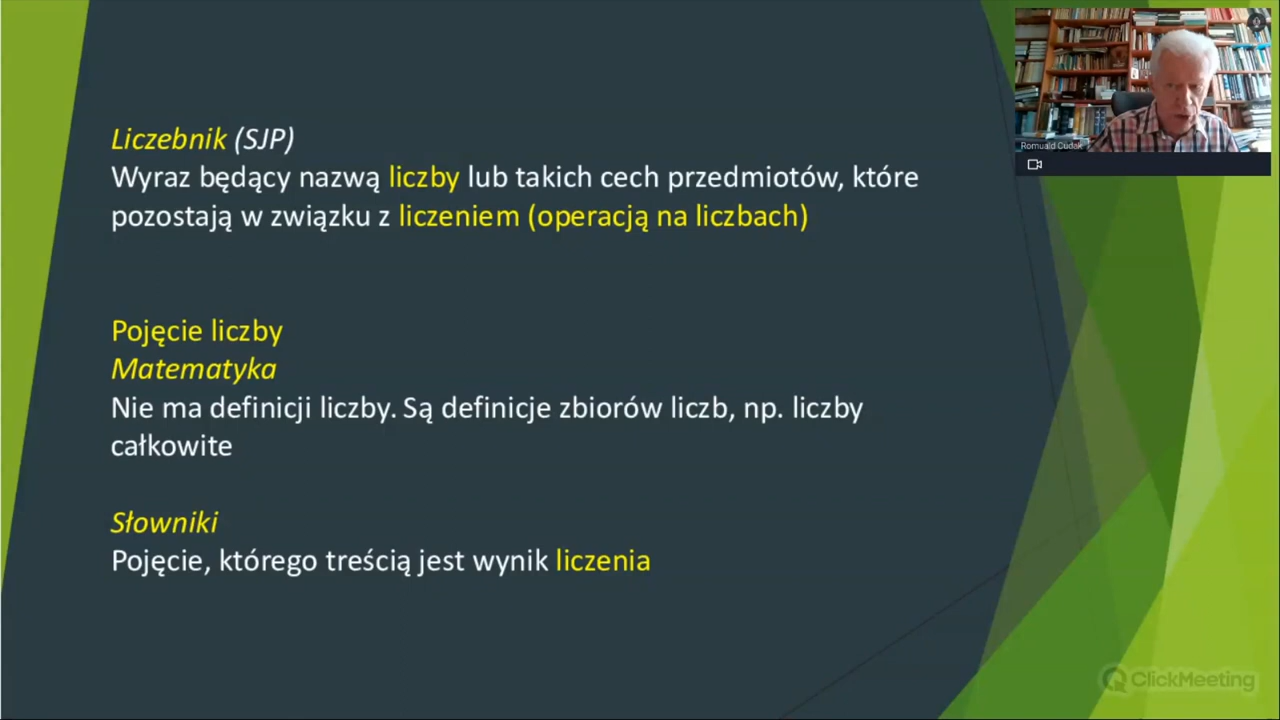 Liczebnik (SJP)
Wyraz będący nazwą liczby lub takich cech przedmiotów, które
pozostają w związku z liczeniem (operacją na liczbach)
Pojęcie liczby
Matematyka
Nie ma definicji liczby. Są definicje zbiorów liczb, np. liczby
całkowite
Słowniki
Pojęcie, którego treścią jest wynik liczenia
Romuald Cudak
ClickMeeting